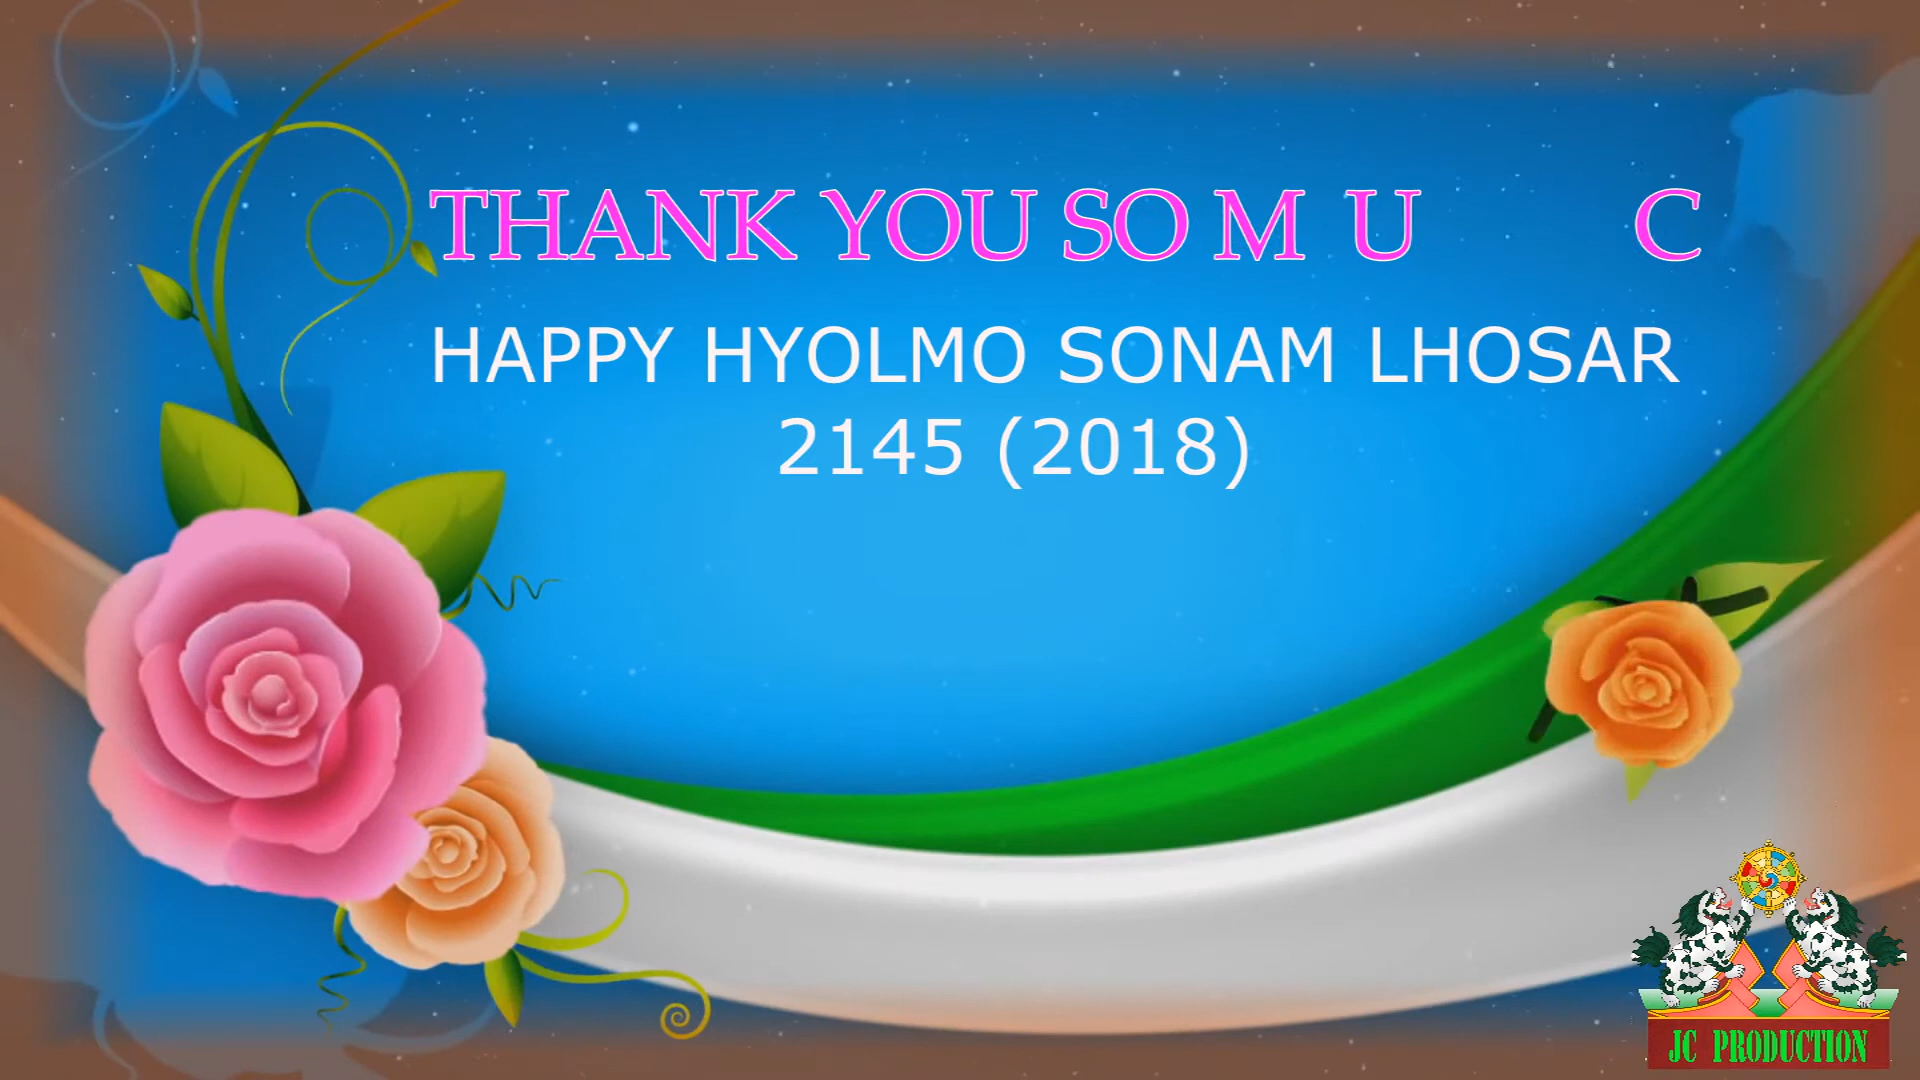 THANK YOU SO M U C
HAPPY HYOLMO SONAM LHOSAR
2145 (2018)
JC PRODUCTION